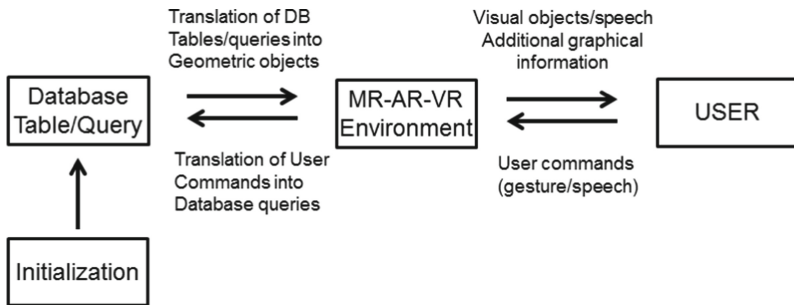 Translation of DB
Tables/queries into
Geometric objects
Visual objects/speech
Additional graphical
information
Database
Table/Query
MR-AR-VR
Environment
USER
Translation of User
Commands into
Database queries
User commands
(gesture/speech)
Initialization